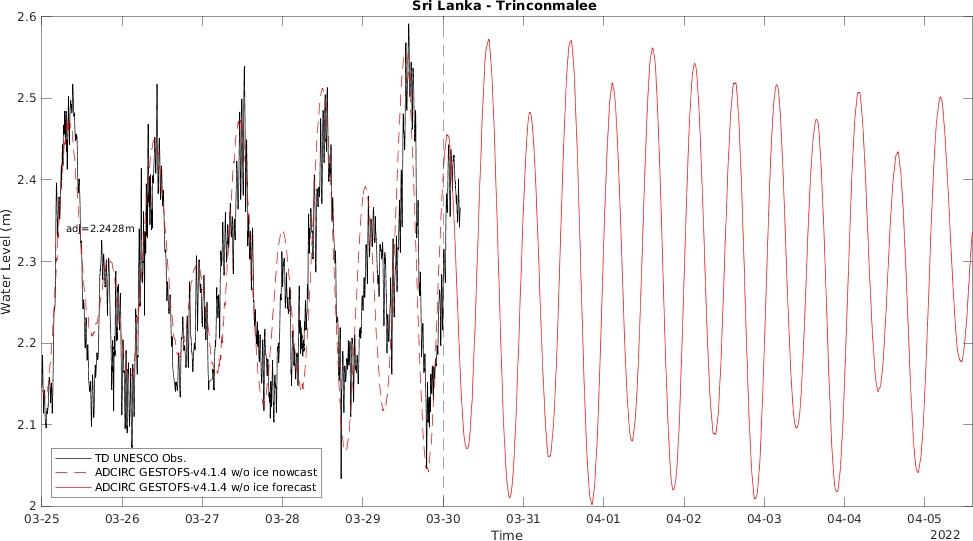 Sri Lanka - Trinconmalee
2.6
2.5
2.4
2.3
2.2
2.1
2
Water Level (m)
adj=2.2428m
TD UNESCO Obs.
ADCIRC GESTOFS-v4.1.4 w/o ice nowcast
ADCIRC GESTOFS-v4.1.4 w/o ice forecast
03-25 03-26 03-27 03-28 03-29 03-30 03-31 04-01 04-02 04-03 04-04 04-05
Time
2022